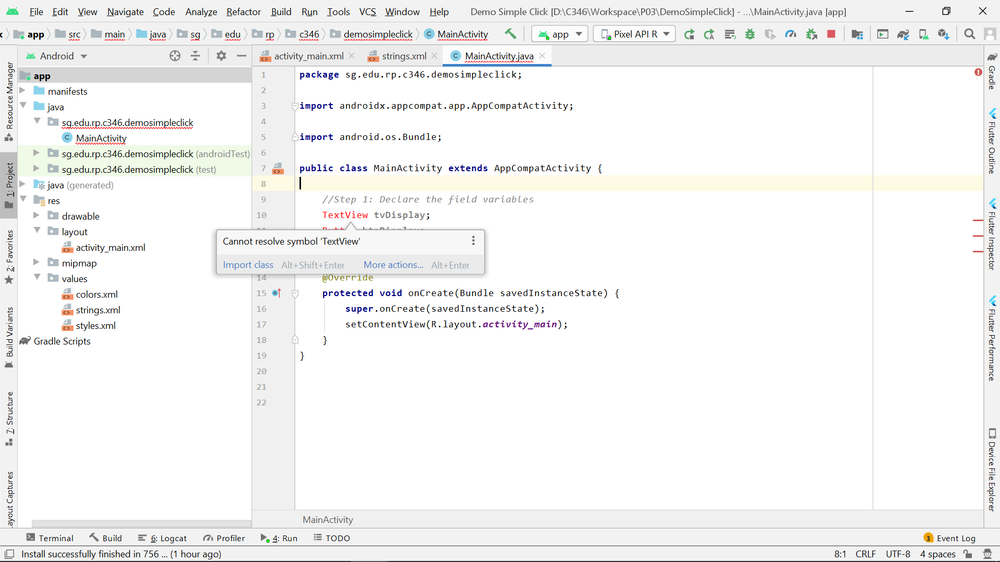 File Edit View Navigate Code Analyze Refactor Build Run Tools VCS Window Help Demo Simple Click [D:\C346\Workspace\P03\DemoSimpleClick] - ...\MainActivity.java [app]
app src main java sg edu rp c346 demosimpleclick MainActivity app Pixel API R
Android
activity_main.xml strings.xml MainActivity.java
app
manifests
java
sg.edu.rp.c346.demosimpleclick
MainActivity
sg.edu.rp.c346.demosimpleclick (androidTest)
sg.edu.rp.c346.demosimpleclick (test)
java (generated)
res
drawable
layout
activity_main.xml
mipmap
values
colors.xml
strings.xml
styles.xml
Gradle Scripts
Resource Manager
1: Project
2: Favorites
Build Variants
7: Structure
ayout Captures
1 package sg.edu.rp.c346.demosimpleclick;
2
3 import androidx.appcompat.app.AppCompatActivity;
4
5 import android.os.Bundle;
6
7 public class MainActivity extends AppCompatActivity {
8
9 //Step 1: Declare the field variables
10 TextView tvDisplay;
Cannot resolve symbol 'TextView'
Import class Alt+Shift+Enter More actions... Alt+Enter
14 @Override
15 protected void onCreate(Bundle savedInstanceState) {
16 super.onCreate(savedInstanceState);
17 setContentView(R.layout.activity_main);
18 }
19 }
20
21
22
MainActivity
Gradle
Flutter Outline
Flutter Inspector
Flutter Performance
Device File Explorer
Terminal Build 6: Logcat Profiler 4: Run TODO 3 Event Log
Install successfully finished in 756 ... (1 hour ago) 8:1 CRLF UTF-8 4 spaces